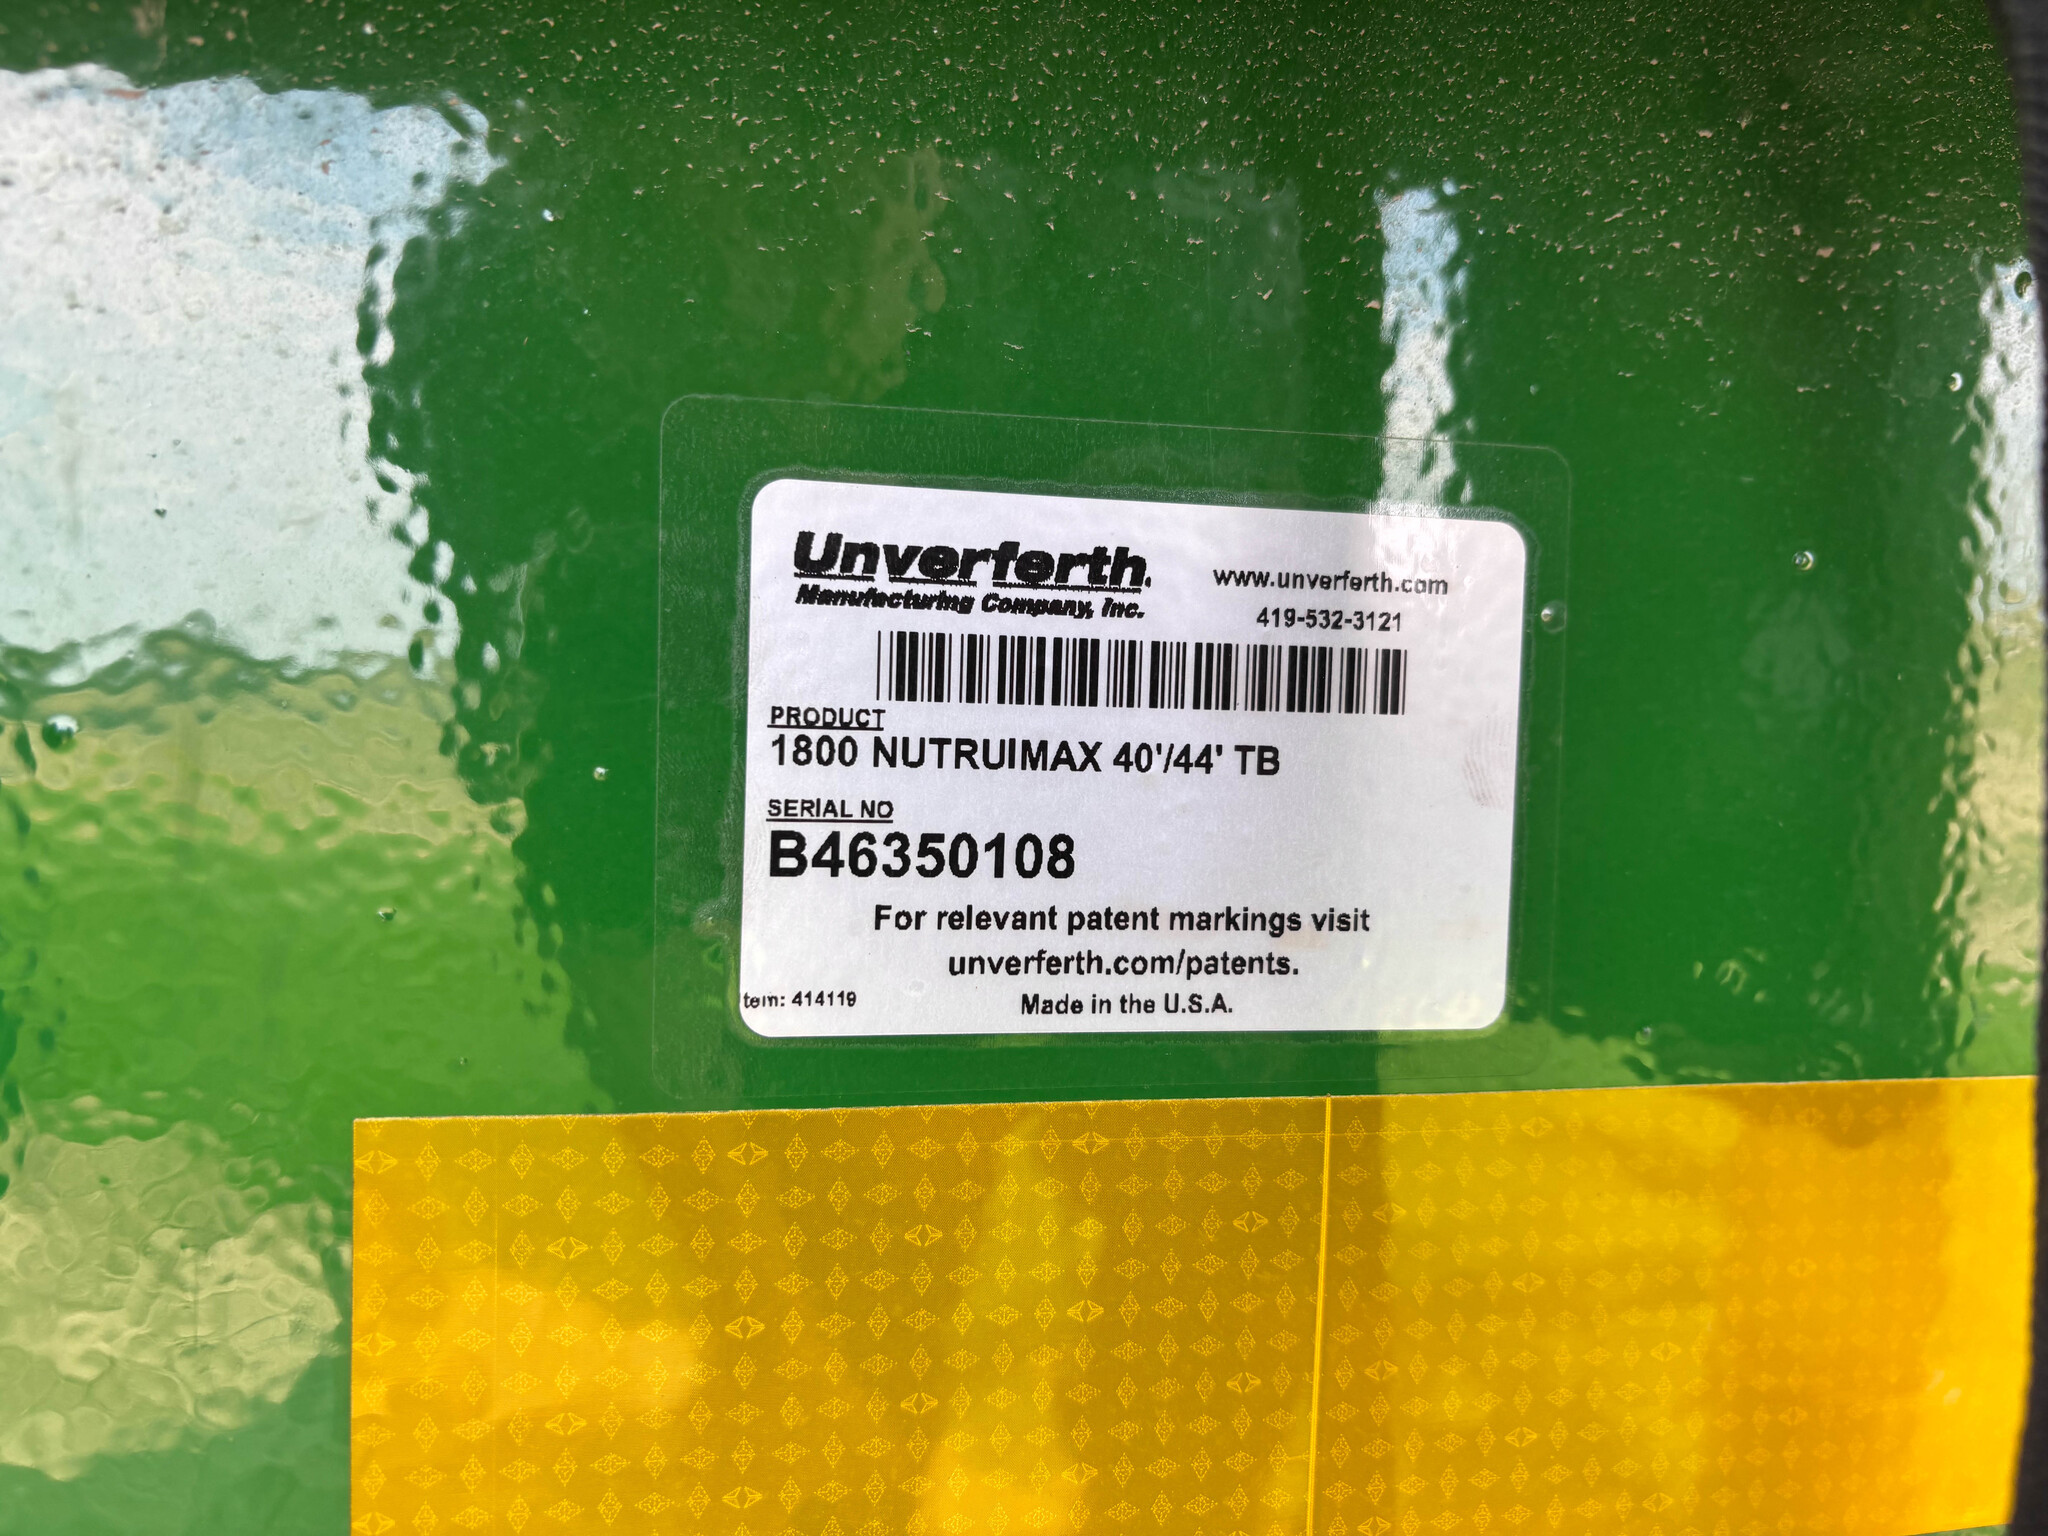 Unverferth.
Manufacturing Company, Inc.
www.unverferth.com
419-532-3121
PRODUCT
1800 NUTRUIMAX 40'/44' TB
SERIAL NO
B46350108
For relevant patent markings visit
unverferth.com/patents.
tem: 414119
Made in the U.S.A.